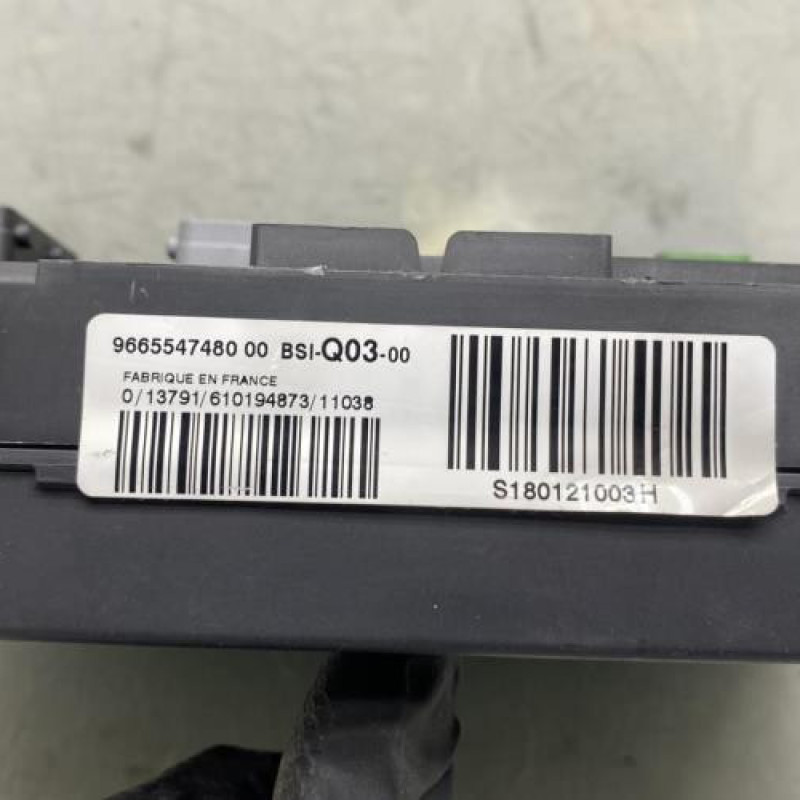 9665547480 00 BSI-Q03-00
FABRIQUE EN FRANCE
0/13791/610194873/11038
S180121003H